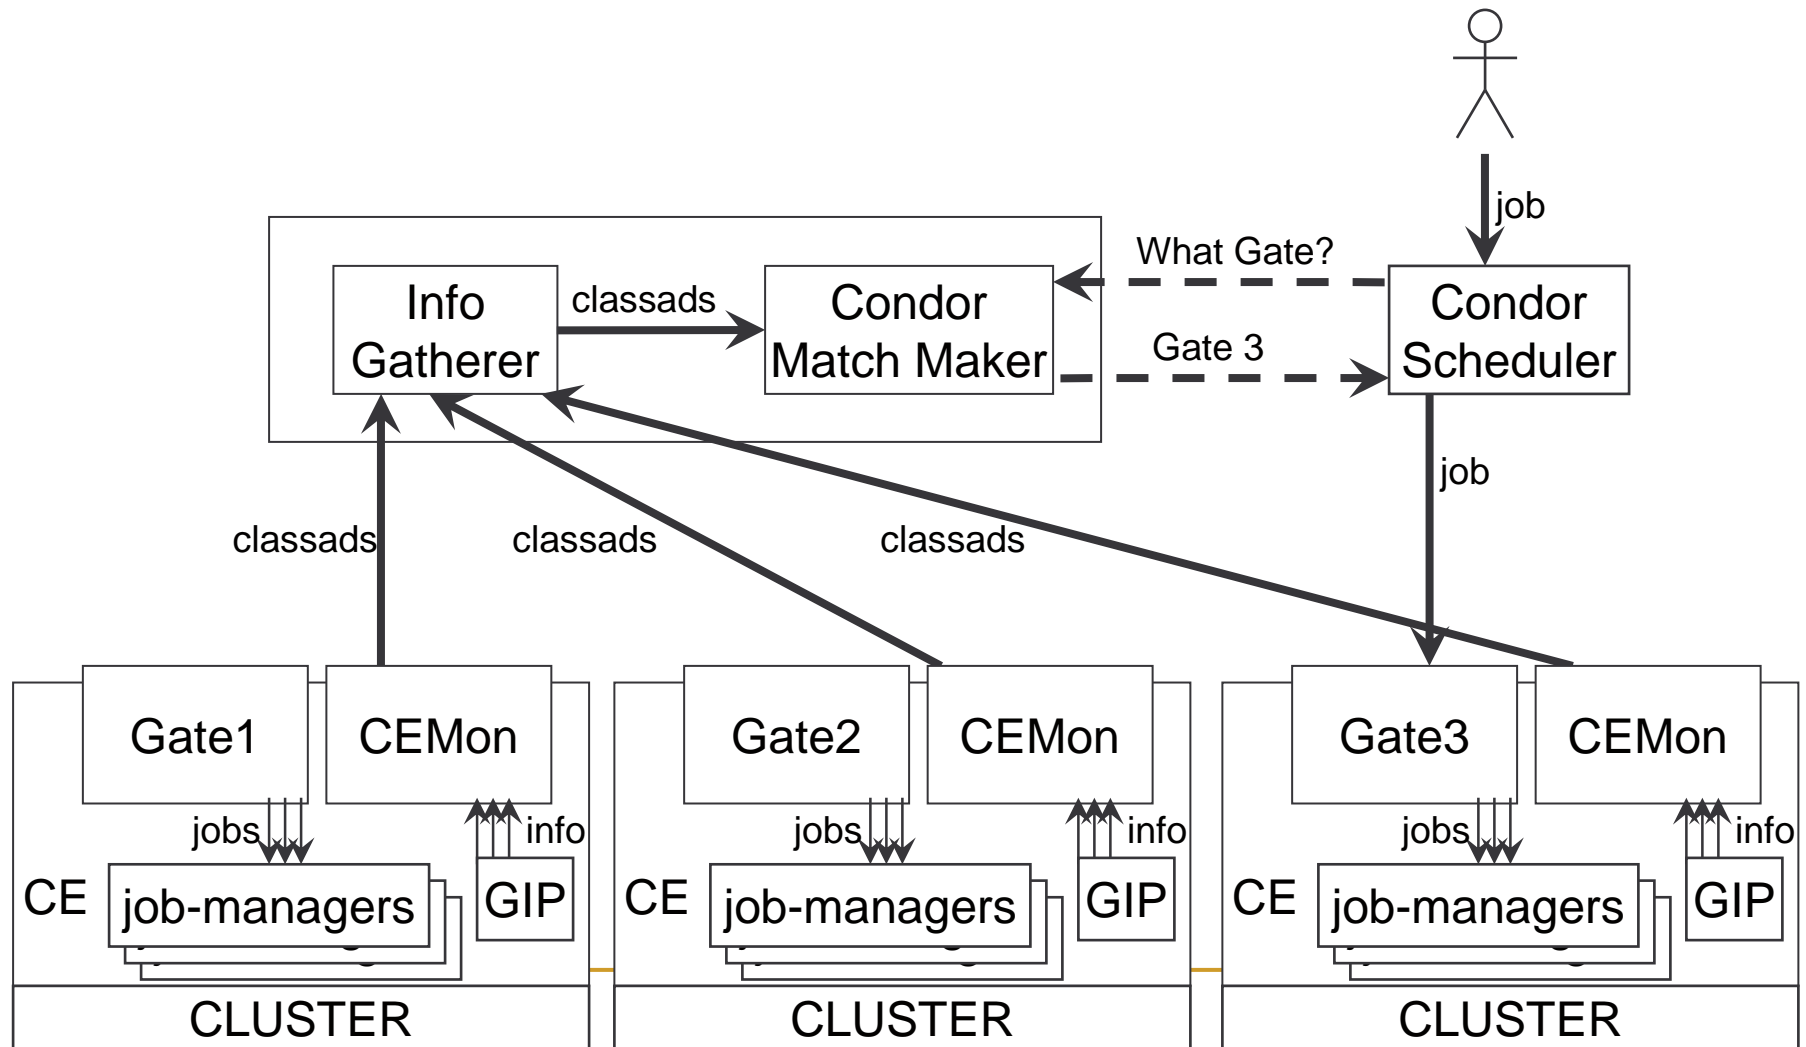 job
What Gate?
Info
Gatherer
classads
Condor
Match Maker
Condor
Scheduler
Gate 3
job
classads
classads
classads
Gate1
CEMon
Gate2
CEMon
Gate3
CEMon
jobs
info
jobs
info
jobs
info
CE
job-managers
GIP
CE
job-managers
GIP
CE
job-managers
GIP
CLUSTER
CLUSTER
CLUSTER